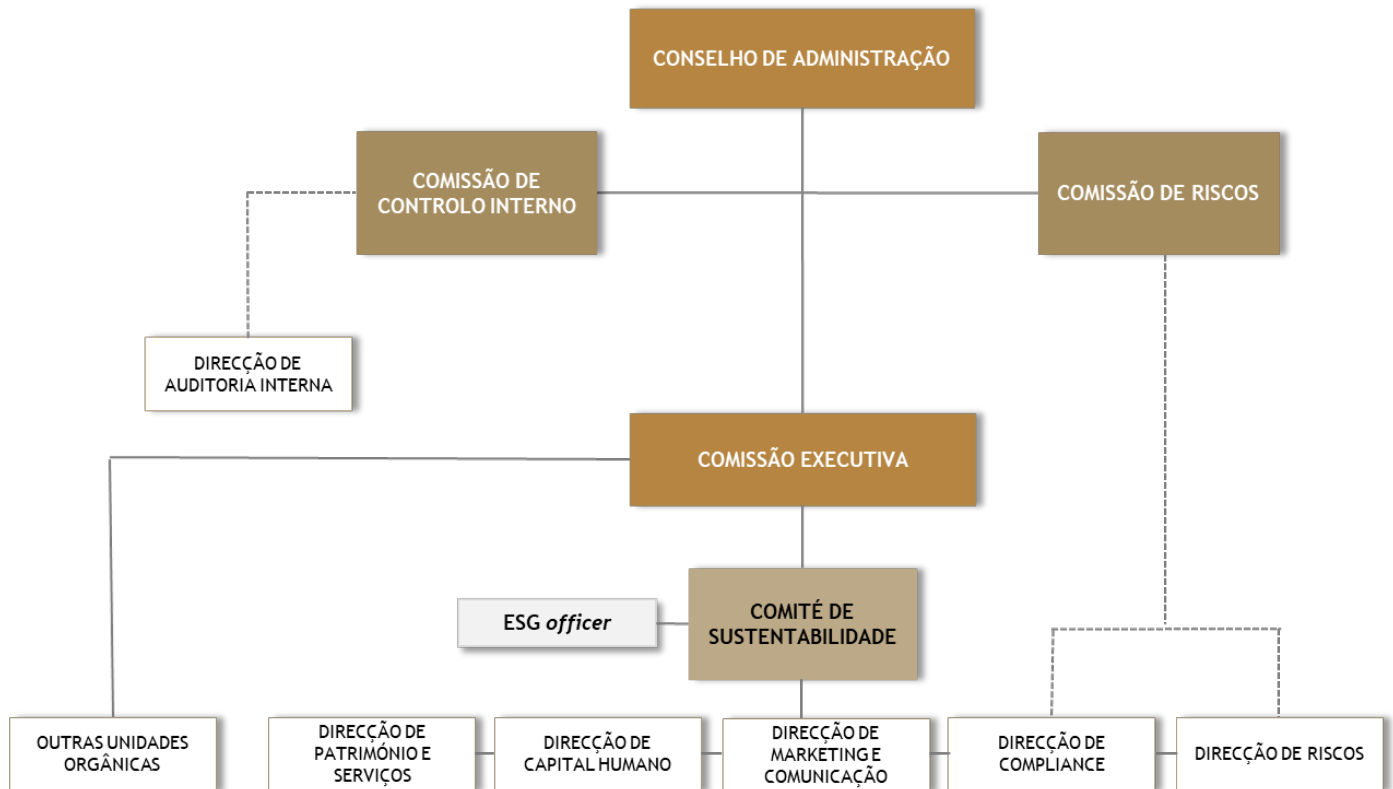 CONSELHO DE ADMINISTRAÇÃO
COMISSÃO DE
CONTROLO INTERNO
COMISSÃO DE RISCOS
DIRECÇÃO DE
AUDITORIA INTERNA
COMISSÃO EXECUTIVA
ESG officer
COMITÉ DE
SUSTENTABILIDADE
OUTRAS UNIDADES
ORGÂNICAS
DIRECÇÃO DE
PATRIMÓNIO E
SERVIÇOS
DIRECÇÃO DE
CAPITAL HUMANO
DIRECÇÃO DE
MARKETING E
COMUNICAÇÃO
DIRECÇÃO DE
COMPLIANCE
DIRECÇÃO DE RISCOS